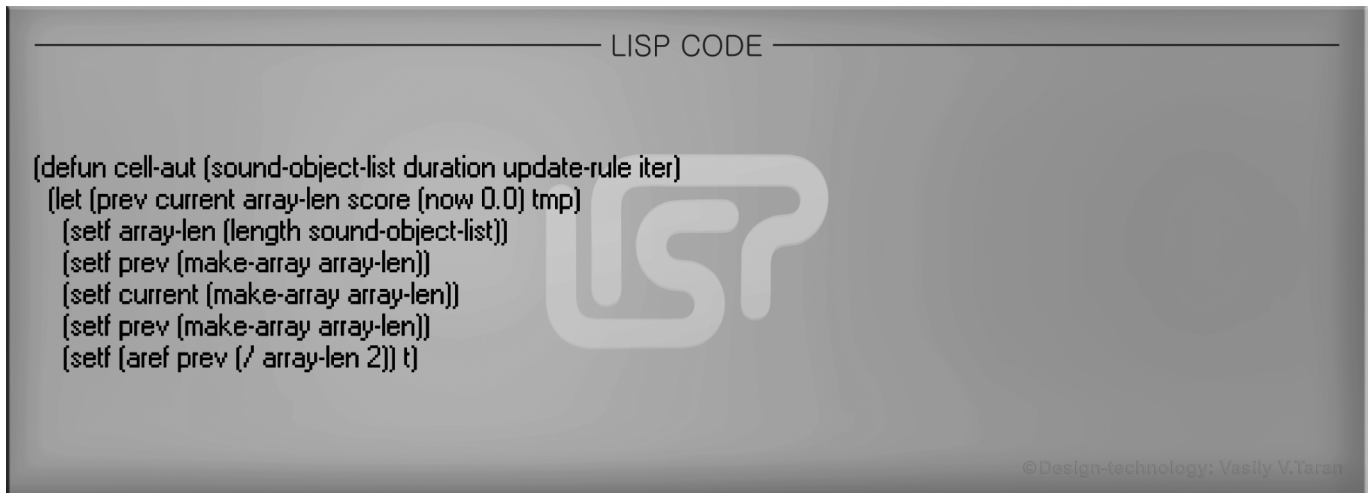 LISP CODE
(defun cell-aut (sound-object-list duration update-rule iter)
(let (prev current array-len score (now 0.0) tmp)
(setf array-len (length sound-object-list))
(setf prev (make-array array-len))
(setf current (make-array array-len))
(setf prev (make-array array-len))
(setf (aref prev (/ array-len 2)) t)
LISP
©Design-technology: Vasily V.Taran